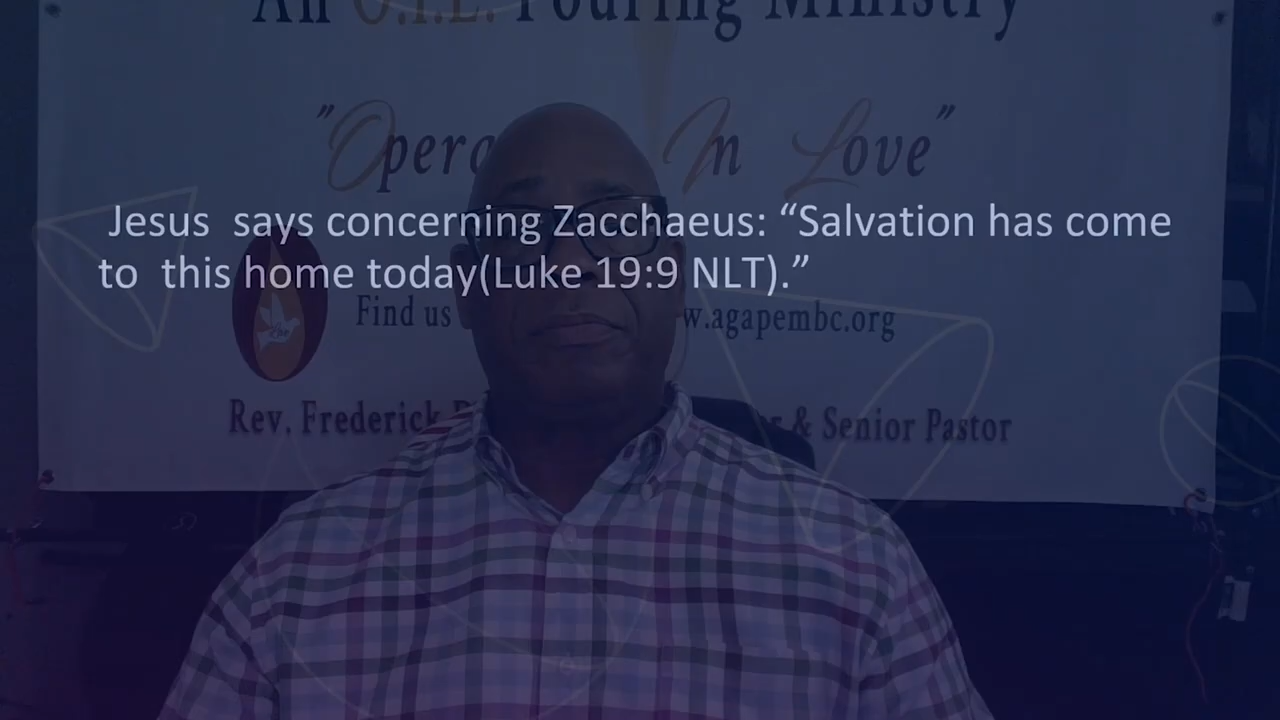 An O.I.L. Pouring Ministry
"Opera In Love"
Jesus  says concerning Zacchaeus: “Salvation has come
to  this home today(Luke 19:9 NLT).”
Find us w.agapembc.org
Love
Rev. Frederick & Senior Pastor